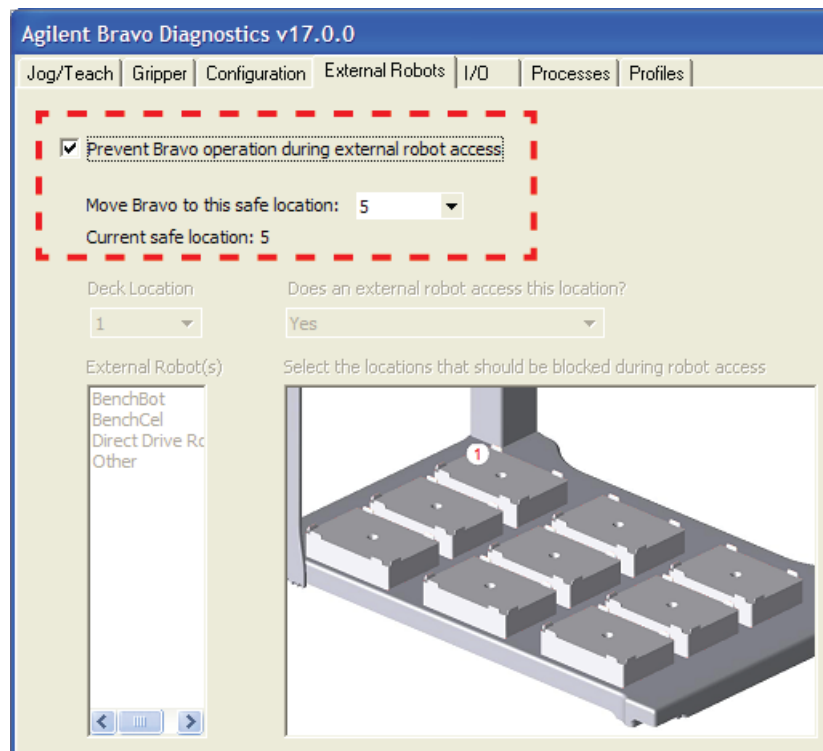 Agilent Bravo Diagnostics v17.0.0
Jog/Teach Gripper Configuration External Robots I/O Processes Profiles
Prevent Bravo operation during external robot access
Move Bravo to this safe location: 5
Current safe location: 5
Deck Location Does an external robot access this location?
1 Yes
External Robot(s) Select the locations that should be blocked during robot access
BenchBot
BenchCel
Direct Drive Rc
Other
1